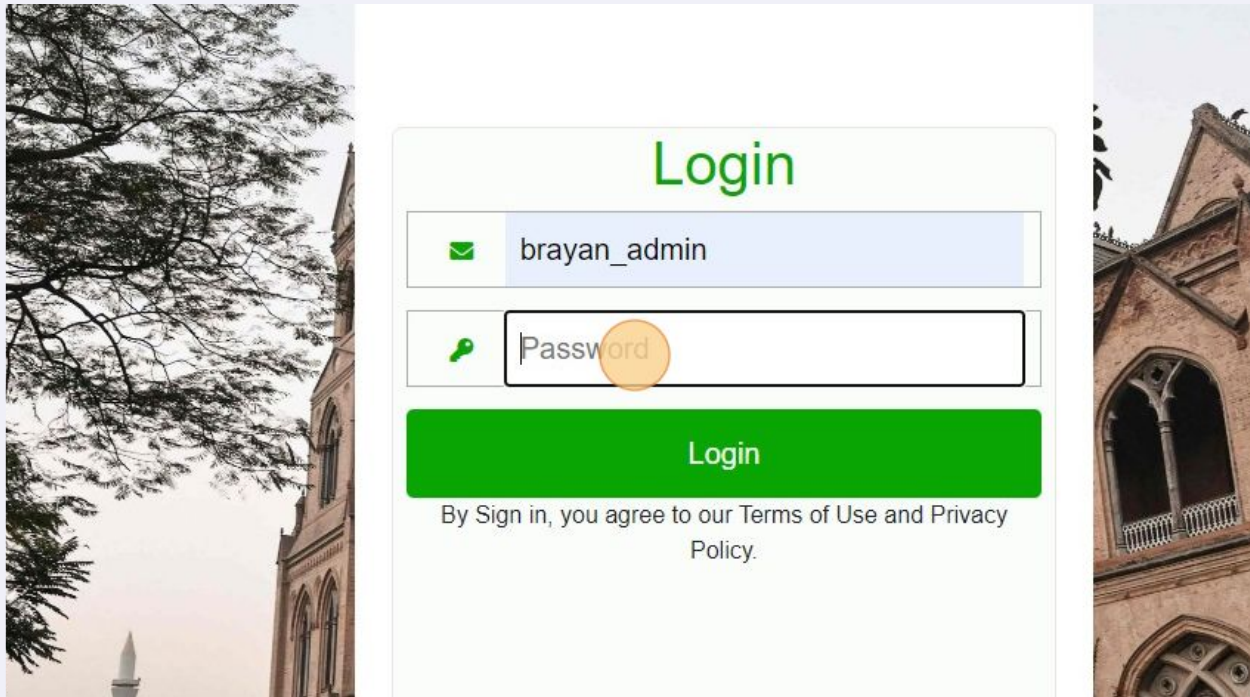 Login
brayan_admin
Password
Login
By Sign in, you agree to our Terms of Use and Privacy
Policy.